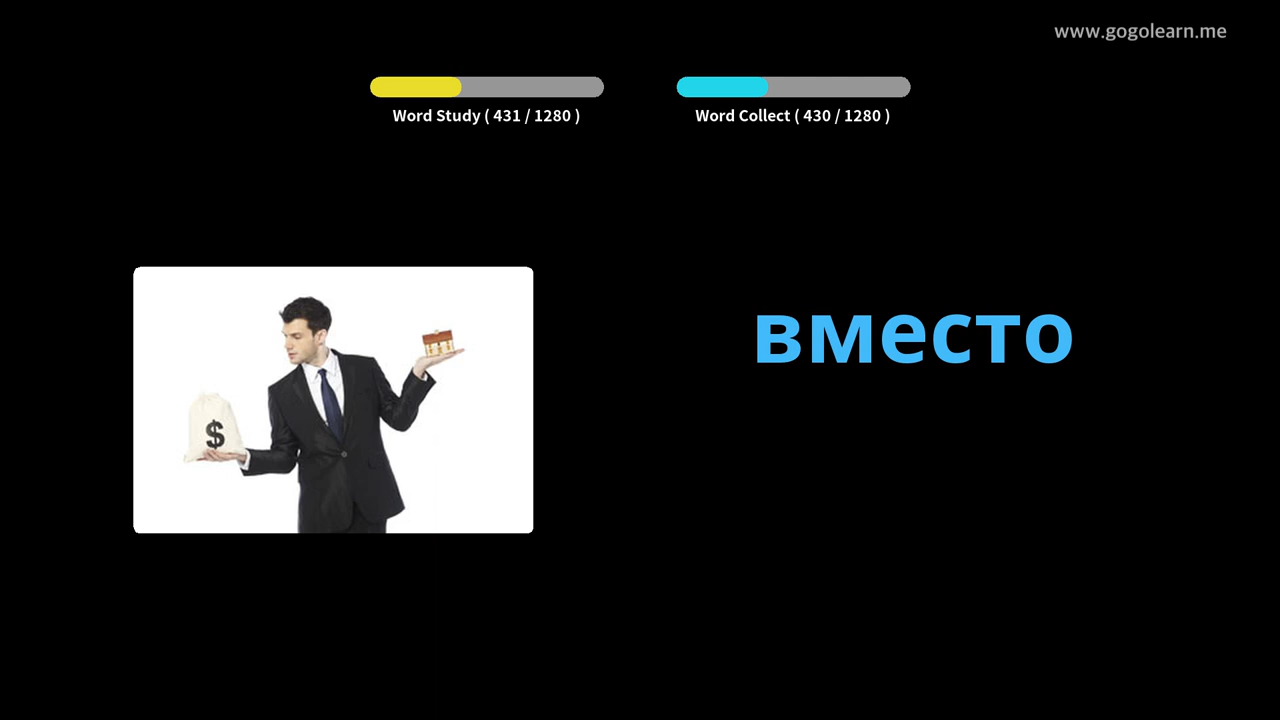 www.gogolearn.me
Word Study ( 431 / 1280 )
Word Collect ( 430 / 1280 )
$
вместо